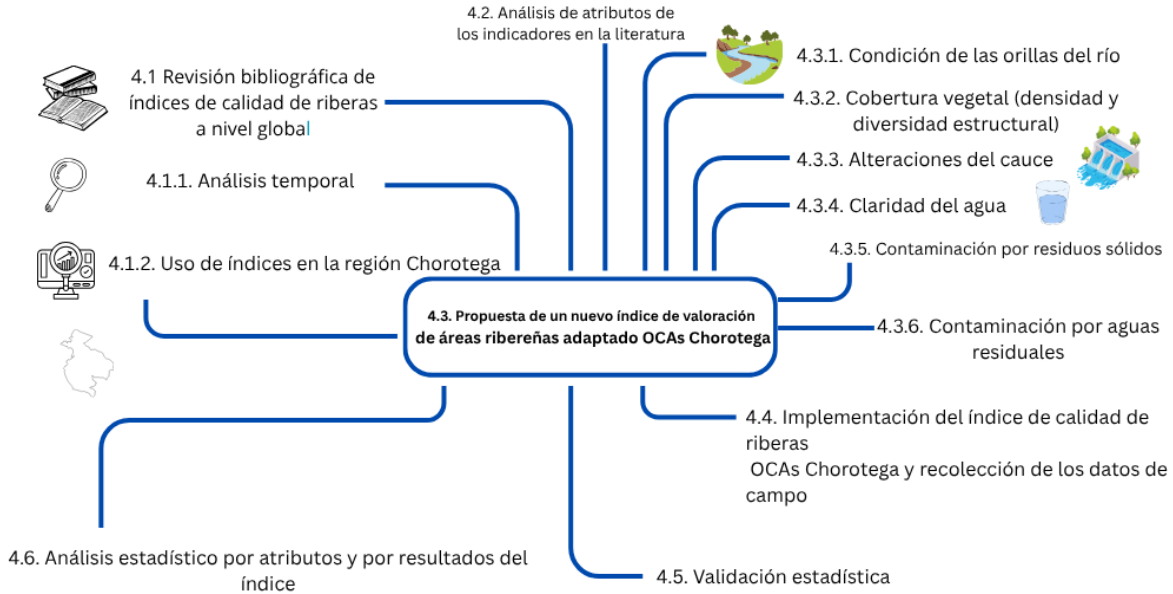 4.1 Revisión bibliográfica de
índices de calidad de riberas
a nivel global
4.1.1. Análisis temporal
4.1.2. Uso de índices en la región Chorotega
4.2. Análisis de atributos de
los indicadores en la literatura
4.3. Propuesta de un nuevo índice de valoración
de áreas ribereñas adaptado OCAs Chorotega
4.3.1. Condición de las orillas del río
4.3.2. Cobertura vegetal (densidad y
diversidad estructural)
4.3.3. Alteraciones del cauce
4.3.4. Claridad del agua
4.3.5. Contaminación por residuos sólidos
4.3.6. Contaminación por aguas
residuales
4.4. Implementación del índice de calidad de
riberas
OCAs Chorotega y recolección de los datos de
campo
4.5. Validación estadística
4.6. Análisis estadístico por atributos y por resultados del
índice